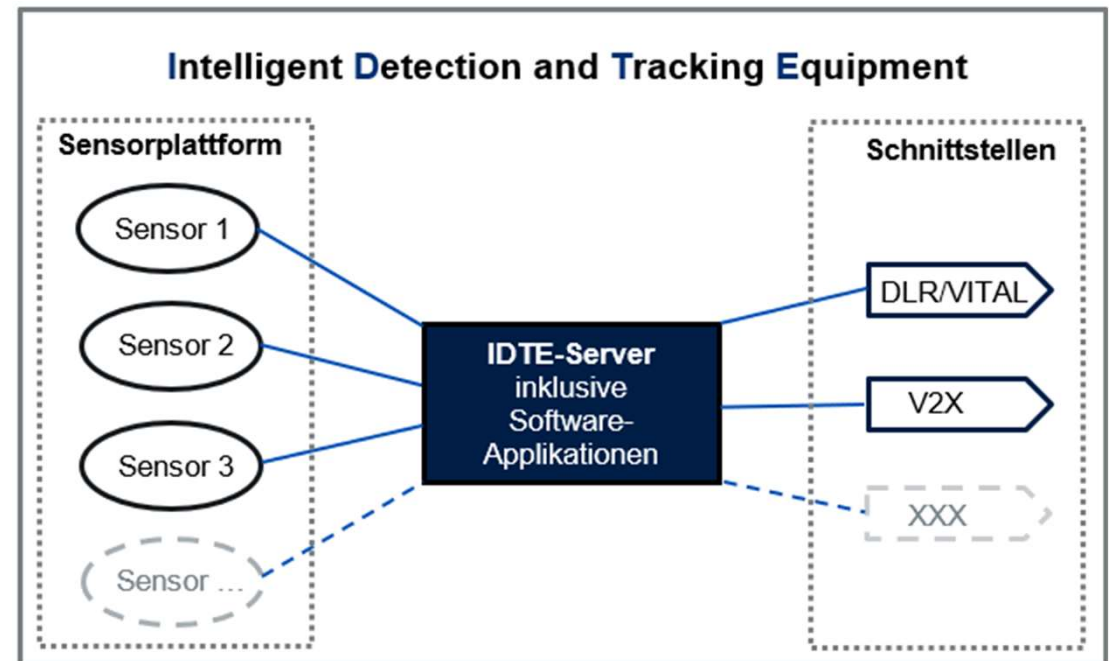 Intelligent Detection and Tracking Equipment
Sensorplattform
Sensor 1
Sensor 2
Sensor 3
Sensor ...
IDTE-Server
inklusive
Software-
Applikationen
Schnittstellen
DLR/VITAL
V2X
XXX